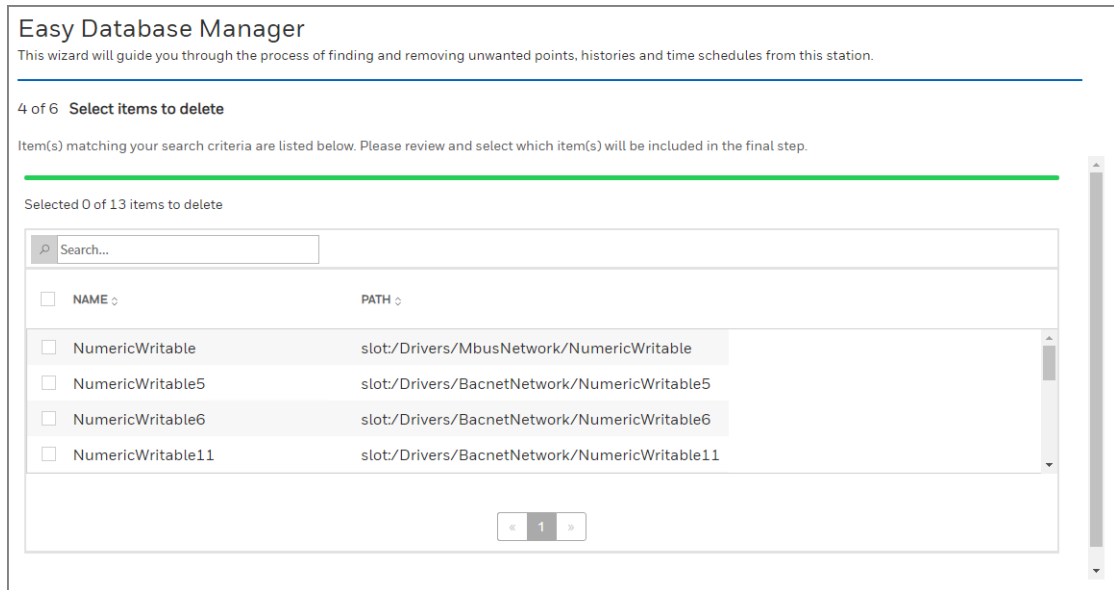 Easy Database Manager
This wizard will guide you through the process of finding and removing unwanted points, histories and time schedules from this station.
4 of 6 Select items to delete
Item(s) matching your search criteria are listed below. Please review and select which item(s) will be included in the final step.
Selected 0 of 13 items to delete
Search...
NAME PATH
NumericWritable slot:/Drivers/MbusNetwork/NumericWritable
NumericWritable5 slot:/Drivers/BacnetNetwork/NumericWritable5
NumericWritable6 slot:/Drivers/BacnetNetwork/NumericWritable6
NumericWritable11 slot:/Drivers/BacnetNetwork/NumericWritable11
« 1 »